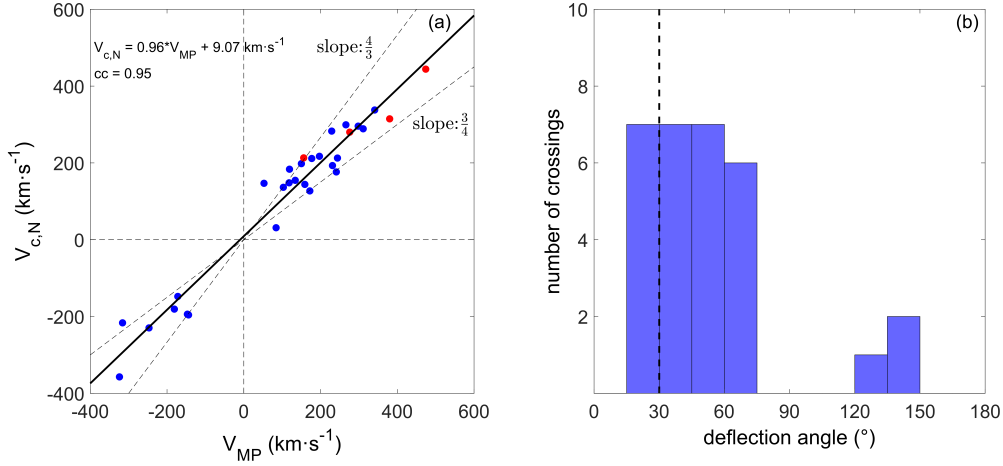 (a)
V_c,N = 0.96*V_MP + 9.07 km·s^-1
cc = 0.95
slope: 4/3
slope: 3/4
600
400
200
0
-200
-400
V_c,N (km·s^-1)
-400
-200
0
200
400
600
V_MP (km·s^-1)
(b)
10
8
6
4
2
number of crossings
0
30
60
90
120
150
180
deflection angle (°)